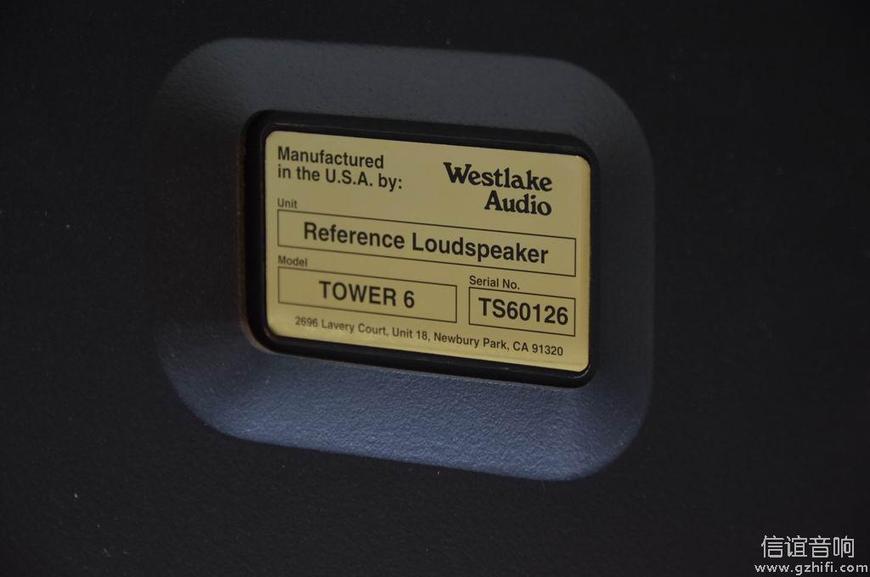 Manufactured
in the U.S.A. by:
Westlake
Audio
Unit
Reference Loudspeaker
Model
TOWER 6
Serial No.
TS60126
2696 Lavery Court, Unit 18, Newbury Park, CA 91320
信谊音响
www.gzhifi.com